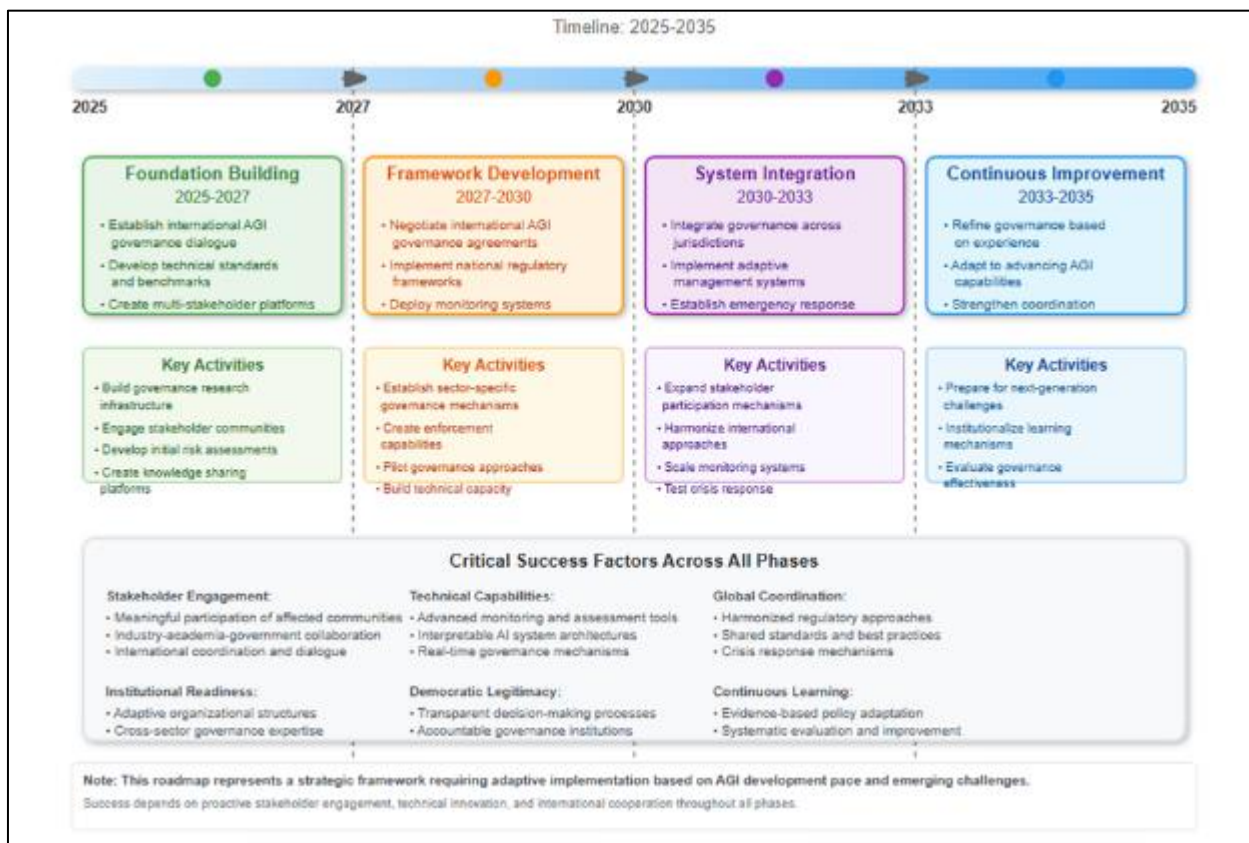 Timeline: 2025-2035
2025
2027
2030
2033
2035
Foundation Building
2025-2027
• Establish international AGI
governance dialogue
• Develop technical standards
and benchmarks
• Create multi-stakeholder platforms
Framework Development
2027-2030
• Negotiate international AGI
governance agreements
• Implement national regulatory
frameworks
• Deploy monitoring systems
System Integration
2030-2033
• Integrate governance across
jurisdictions
• Implement adaptive
management systems
• Establish emergency response
Continuous Improvement
2033-2035
• Refine governance based
on experience
• Adapt to advancing AGI
capabilities
• Strengthen coordination
Key Activities
• Build governance research
infrastructure
• Engage stakeholder communities
• Develop initial risk assessments
• Create knowledge sharing
platforms
Key Activities
• Establish sector-specific
governance mechanisms
• Create enforcement
capabilities
• Pilot governance approaches
• Build technical capacity
Key Activities
• Expand stakeholder
participation mechanisms
• Harmonize international
approaches
• Scale monitoring systems
• Test crisis response
Key Activities
• Prepare for next-generation
challenges
• Institutionalize learning
mechanisms
• Evaluate governance
effectiveness
Critical Success Factors Across All Phases
Stakeholder Engagement:
• Meaningful participation of affected communities
• Industry-academia-government collaboration
• International coordination and dialogue
Technical Capabilities:
• Advanced monitoring and assessment tools
• Interpretable AI system architectures
• Real-time governance mechanisms
Global Coordination:
• Harmonized regulatory approaches
• Shared standards and best practices
• Crisis response mechanisms
Institutional Readiness:
• Adaptive organizational structures
• Cross-sector governance expertise
Democratic Legitimacy:
• Transparent decision-making processes
• Accountable governance institutions
Continuous Learning:
• Evidence-based policy adaptation
• Systematic evaluation and improvement
Note: This roadmap represents a strategic framework requiring adaptive implementation based on AGI development pace and emerging challenges.
Success depends on proactive stakeholder engagement, technical innovation, and international cooperation throughout all phases.